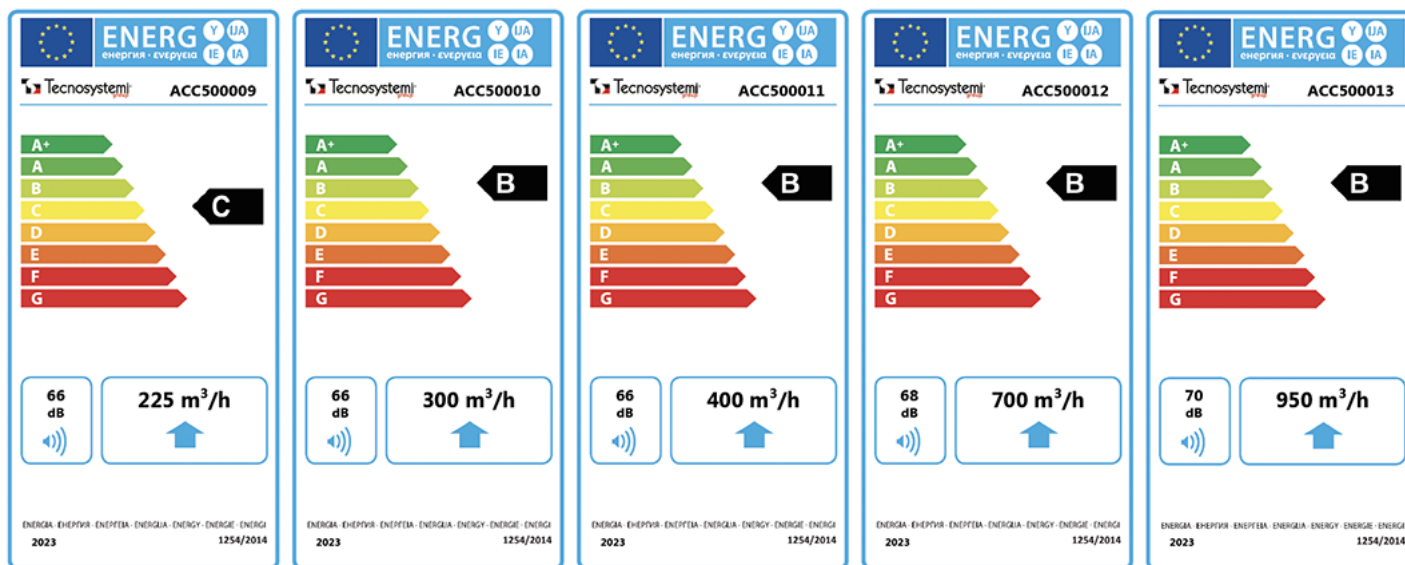 ENERG Y IJA
енергия · ενεργεια IE IA
Tecnosystemi group ACC500009
A+
A
B
C
D
E
F
G
C
66
dB
225 m³/h
ENERGIA · ЕНЕРГИЯ · ΕΝΕΡΓΕΙΑ · ENERGIJA · ENERGY · ENERGIE · ENERGI
2023 1254/2014
ENERG Y IJA
енергия · ενεργεια IE IA
Tecnosystemi group ACC500010
A+
A
B
C
D
E
F
G
B
66
dB
300 m³/h
ENERGIA · ЕНЕРГИЯ · ΕΝΕΡΓΕΙΑ · ENERGIJA · ENERGY · ENERGIE · ENERGI
2023 1254/2014
ENERG Y IJA
енергия · ενεργεια IE IA
Tecnosystemi group ACC500011
A+
A
B
C
D
E
F
G
B
66
dB
400 m³/h
ENERGIA · ЕНЕРГИЯ · ΕΝΕΡΓΕΙΑ · ENERGIJA · ENERGY · ENERGIE · ENERGI
2023 1254/2014
ENERG Y IJA
енергия · ενεργεια IE IA
Tecnosystemi group ACC500012
A+
A
B
C
D
E
F
G
B
68
dB
700 m³/h
ENERGIA · ЕНЕРГИЯ · ΕΝΕΡΓΕΙΑ · ENERGIJA · ENERGY · ENERGIE · ENERGI
2023 1254/2014
ENERG Y IJA
енергия · ενεργεια IE IA
Tecnosystemi group ACC500013
A+
A
B
C
D
E
F
G
B
70
dB
950 m³/h
ENERGIA · ЕНЕРГИЯ · ΕΝΕΡΓΕΙΑ · ENERGIJA · ENERGY · ENERGIE · ENERGI
2023 1254/2014